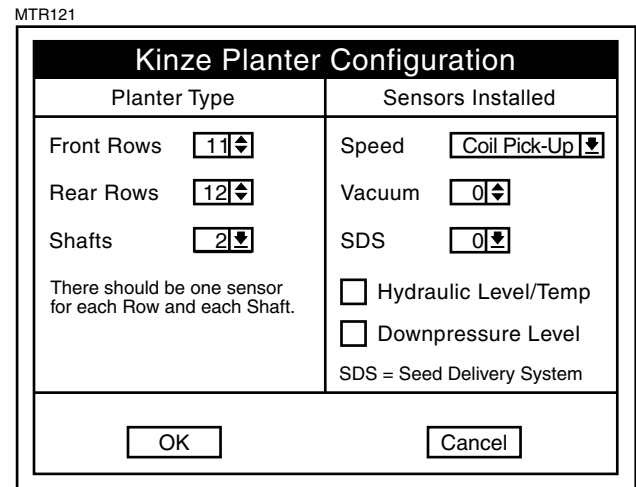 MTR121
Kinze Planter Configuration
Planter Type
Front Rows 11
Rear Rows 12
Shafts 2
There should be one sensor
for each Row and each Shaft.
Sensors Installed
Speed Coil Pick-Up
Vacuum 0
SDS 0
Hydraulic Level/Temp
Downpressure Level
SDS = Seed Delivery System
OK
Cancel